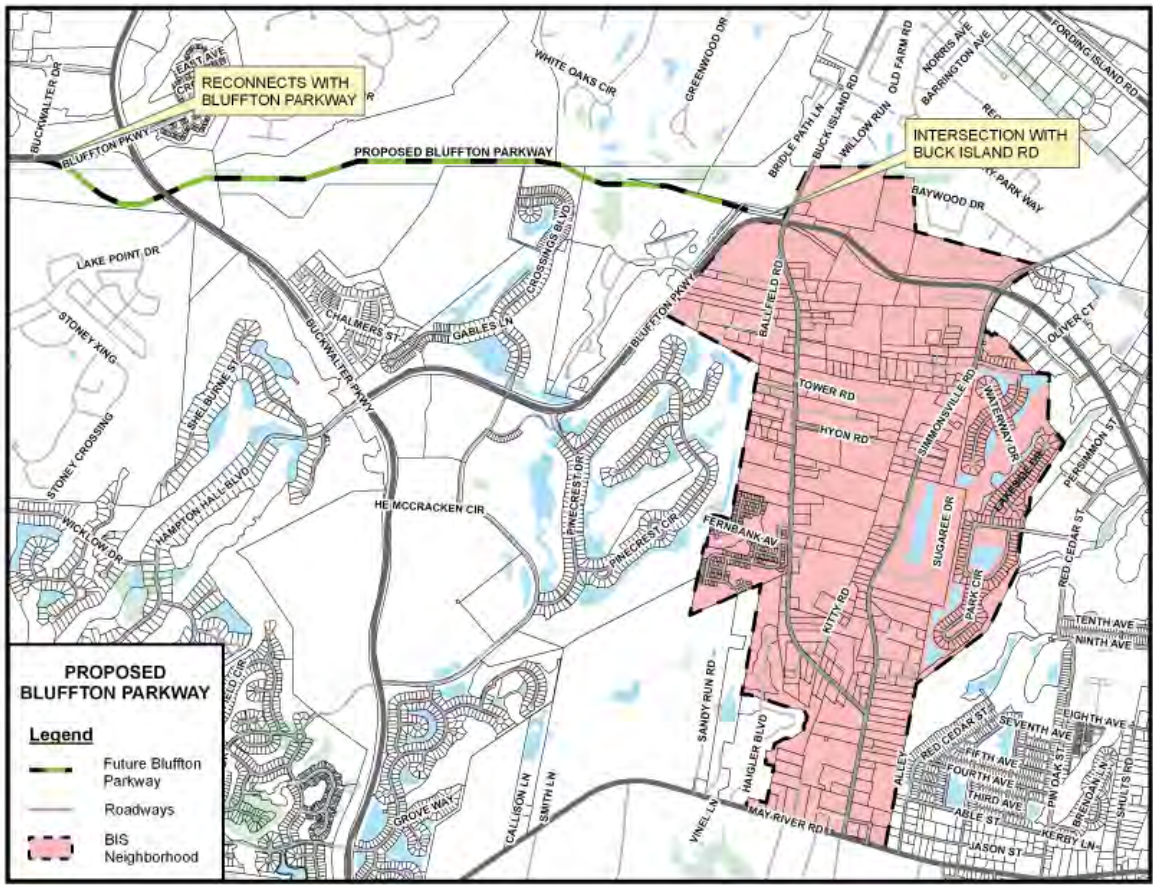 EAST AVE
BUCKWALTER DR
RECONNECTS WITH
BLUFFTON PARKWAY
BLUFFTON PKWY
WHITE OAKS CIR
GREENWOOD DR
BRIDLE PATH LN
BUCK ISLAND RD
WILLOW RUN
OLD FARM RD
NORRIS AVE
BARRINGTON AVE
FORDING ISLAND RD
INTERSECTION WITH
BUCK ISLAND RD
PARK WAY
BAYWOOD DR
PROPOSED BLUFFTON PARKWAY
LAKE POINT DR
STONEY XING
CHALMERS ST
GABLES LN
CROSSINGS BLVD
BUCKWALTER PKWY
BLUFFTON PKWY
BALLFIELD RD
OLIVER CT
SHELBURNE ST
TOWER RD
HYON RD
SIMMONSVILLE RD
WATERWAY DR
LAKESIDE DR
PERSIMMON ST
STONEY CROSSING
WICKLOW DR
HAMPTON HALL BLVD
HE MCCRACKEN CIR
PINECREST DR
PINECREST CIR
FERNBANK AV
SUGAREE DR
RED CEDAR ST
KITTY RD
PARK CIR
TENTH AVE
NINTH AVE
SANDY RUN RD
HAIGLER BLVD
ALLEY
RED CEDAR ST
SEVENTH AVE
EIGHTH AVE
FIFTH AVE
FOURTH AVE
THIRD AVE
ABLE ST
PIN OAK ST
BRENDAN LN
SHULTS RD
KERBY LN
JASON ST
MAY RIVER RD
VINEL LN
CALLISON LN
SMITH LN
GROVE WAY
PROPOSED
BLUFFTON PARKWAY
Legend
Future Bluffton
Parkway
Roadways
BIS
Neighborhood